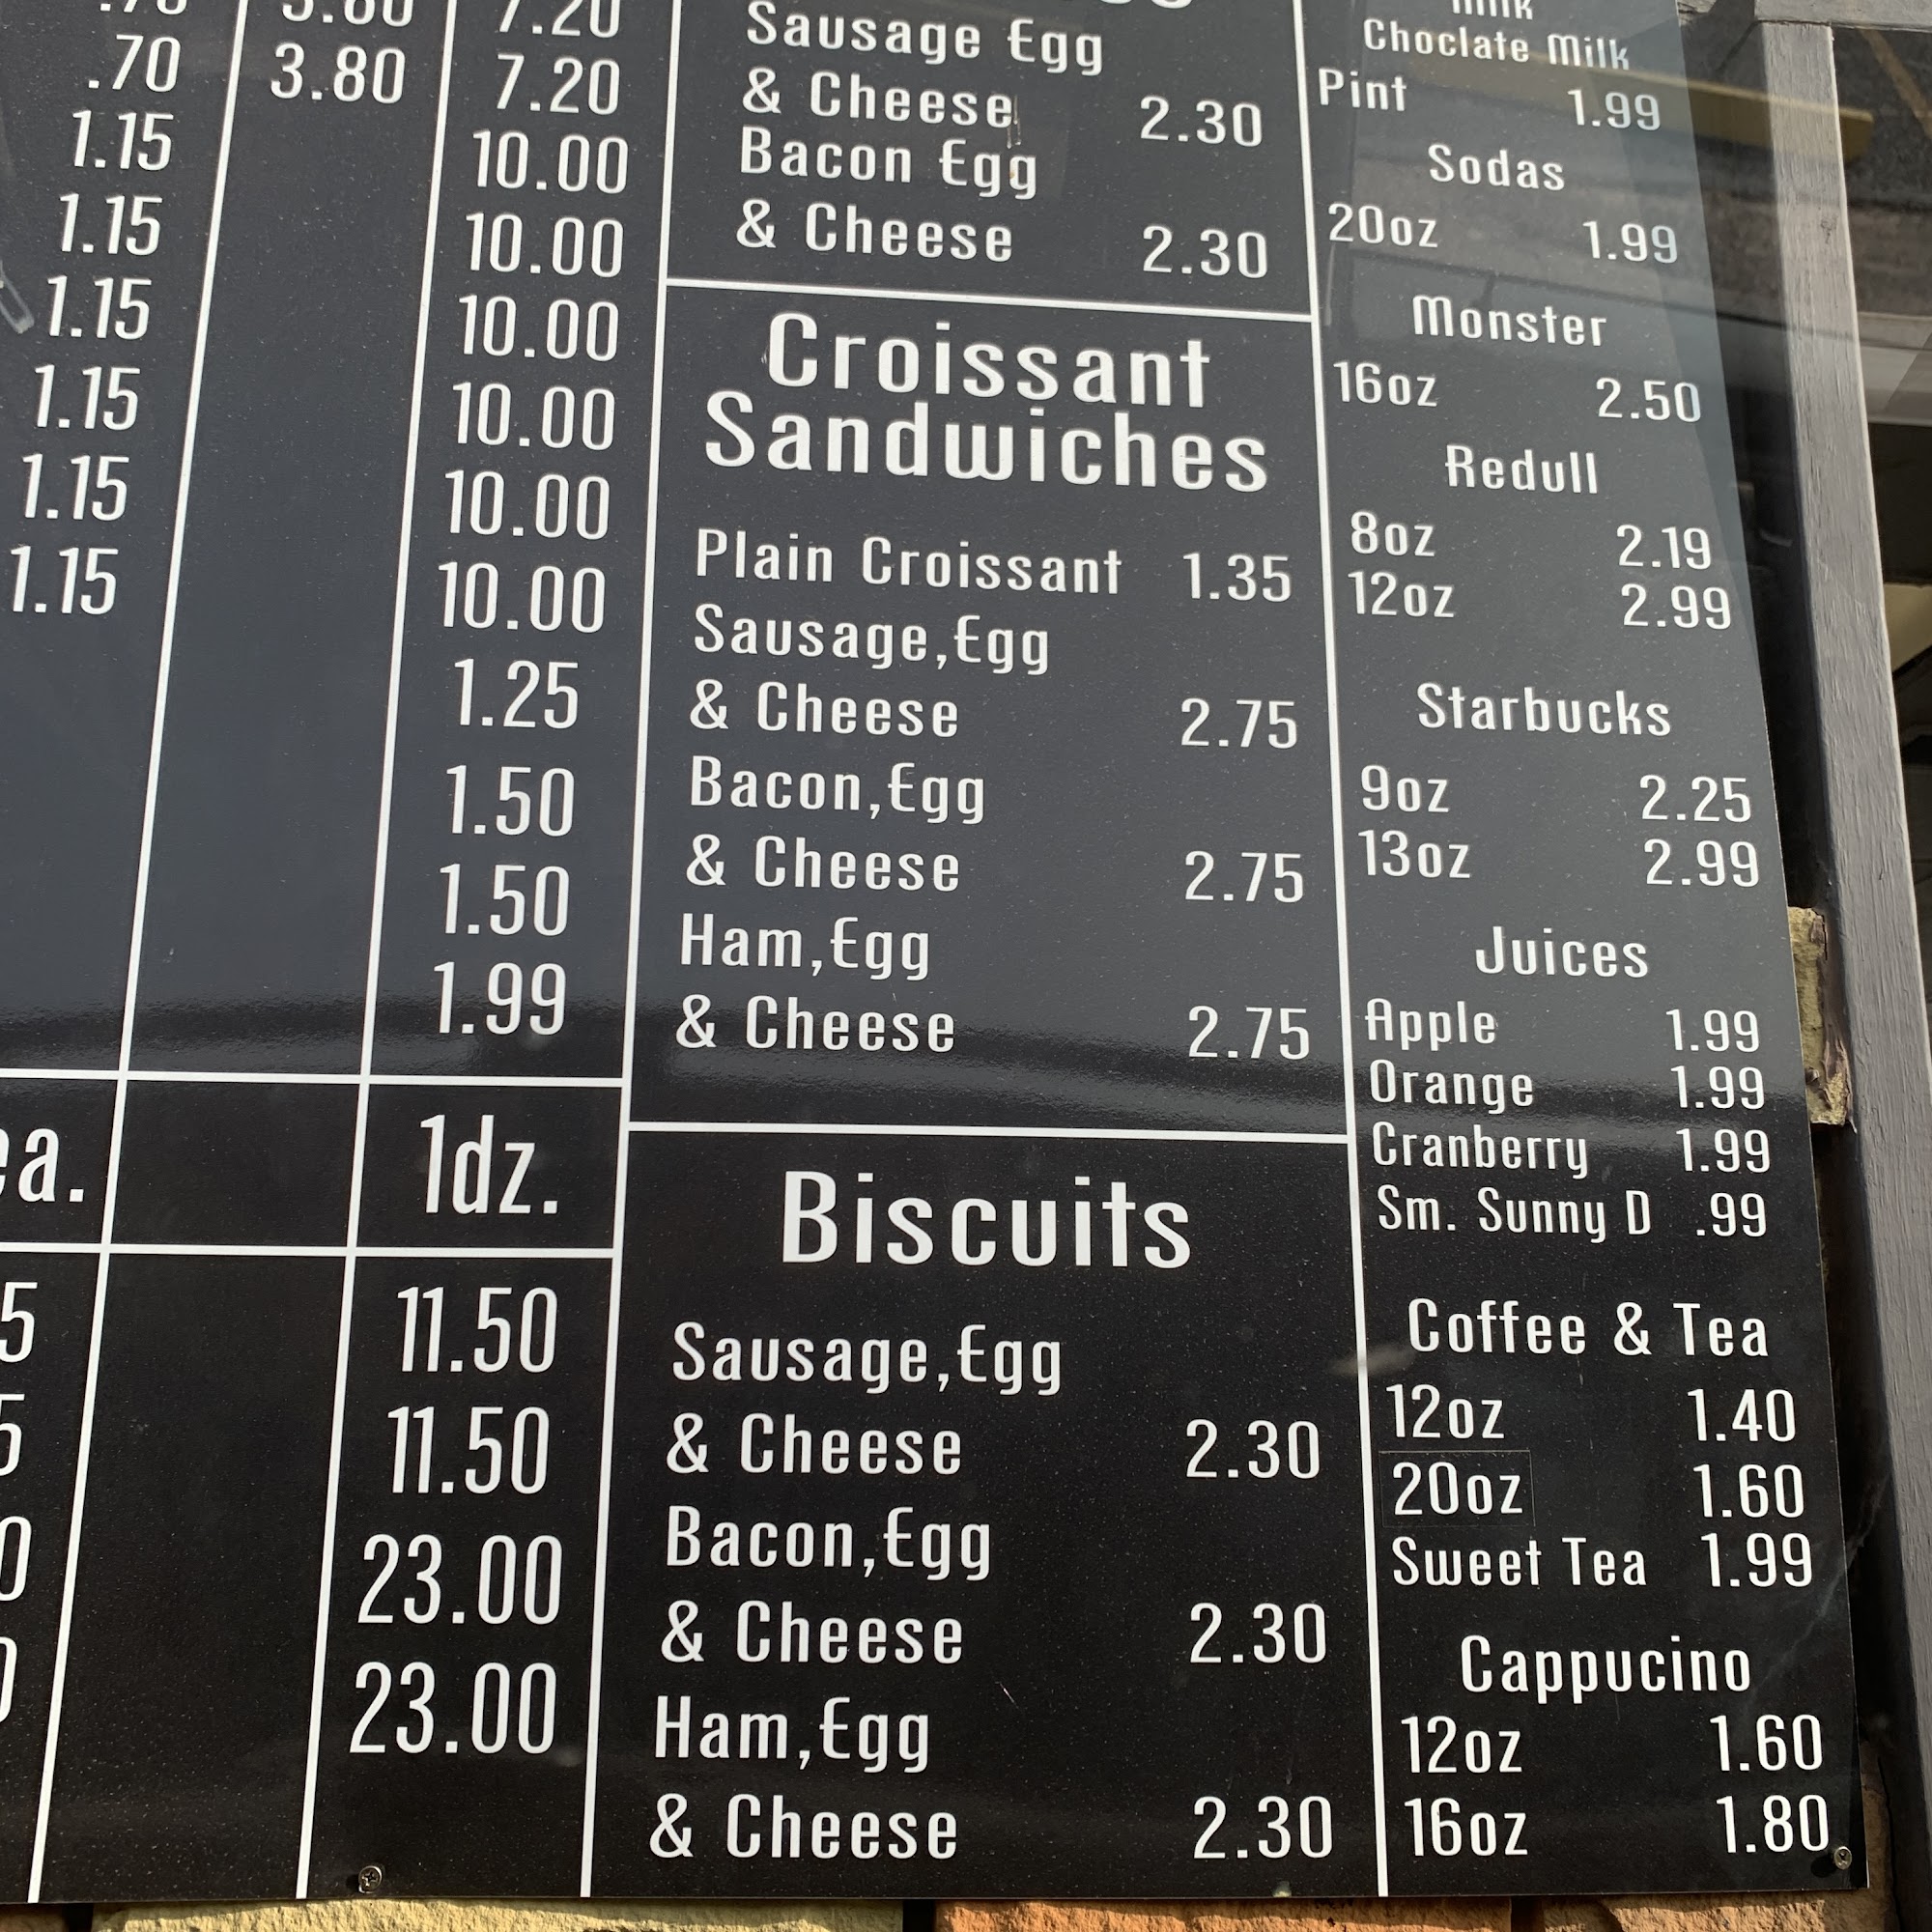 .70 3.80 7.20
1.15 10.00
1.15 10.00
1.15 10.00
1.15 10.00
1.15 10.00
1.15 10.00
1.25
1.50
1.50
1.99
1dz.
11.50
11.50
23.00
23.00
Sausage Egg
& Cheese 2.30
Bacon Egg
& Cheese 2.30
Croissant
Sandwiches
Plain Croissant 1.35
Sausage,Egg
& Cheese 2.75
Bacon,Egg
& Cheese 2.75
Ham,Egg
& Cheese 2.75
Biscuits
Sausage,Egg
& Cheese 2.30
Bacon,Egg
& Cheese 2.30
Ham,Egg
& Cheese 2.30
Milk
Choclate Milk
Pint 1.99
Sodas
20oz 1.99
Monster
16oz 2.50
Redull
8oz 2.19
12oz 2.99
Starbucks
9oz 2.25
13oz 2.99
Juices
Apple 1.99
Orange 1.99
Cranberry 1.99
Sm. Sunny D .99
Coffee & Tea
12oz 1.40
20oz 1.60
Sweet Tea 1.99
Cappucino
12oz 1.60
16oz 1.80